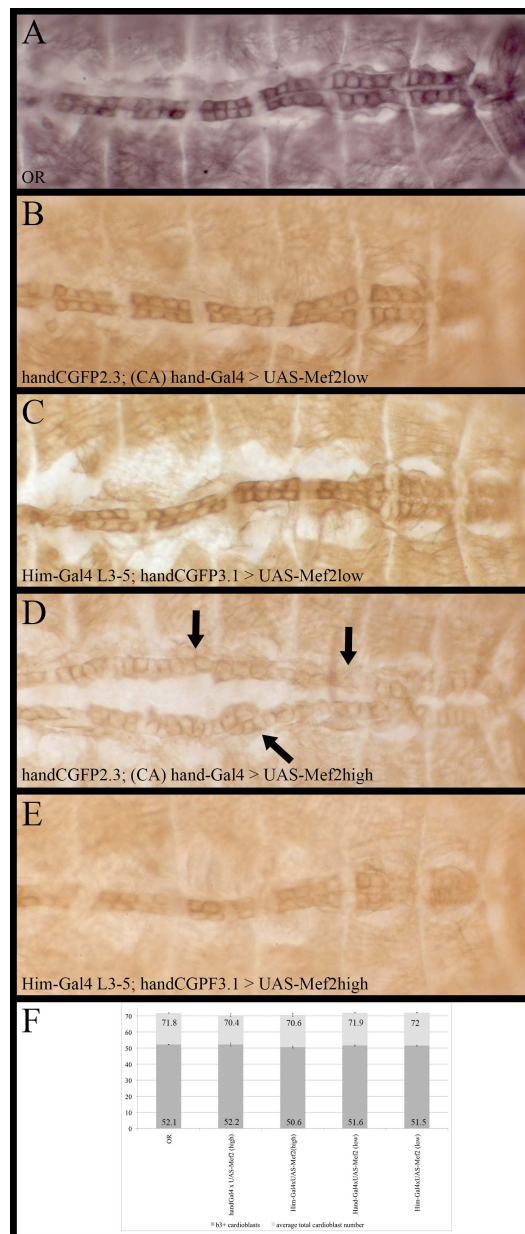 A
OR
B
handCGFP2.3; (CA) hand-Gal4 > UAS-Mef2low
C
Him-Gal4 L3-5; handCGFP3.1 > UAS-Mef2low
D
handCGFP2.3; (CA) hand-Gal4 > UAS-Mef2high
E
Him-Gal4 L3-5; handCGPF3.1 > UAS-Mef2high
F
70
60
50
40
30
20
10
0
71.8
70.4
70.6
71.9
72
52.1
52.2
50.6
51.6
51.5
OR
handGal4 x UAS-Mef2 (high)
Him-Gal4xUAS-Mef2(high)
Hand-Gal4xUAS-Mef2 (low)
Him-Gal4xUAS-Mef2 (low)
b3+ cardioblasts
average total cardioblast number